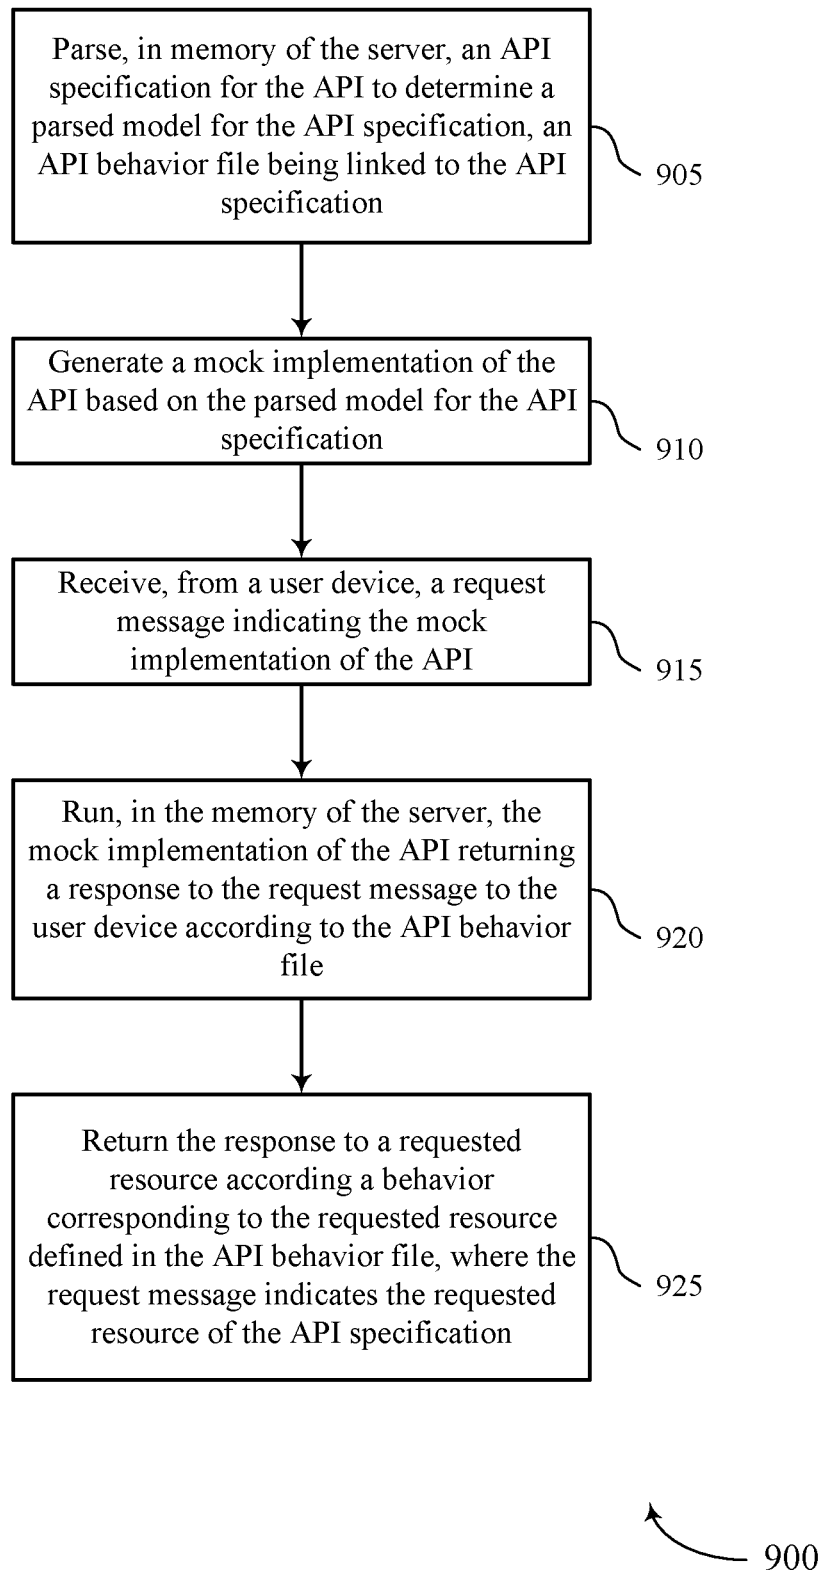 Parse, in memory of the server, an API
specification for the API to determine a
parsed model for the API specification, an
API behavior file being linked to the API
specification
905
Generate a mock implementation of the
API based on the parsed model for the API
specification
910
Receive, from a user device, a request
message indicating the mock
implementation of the API
915
Run, in the memory of the server, the
mock implementation of the API returning
a response to the request message to the
user device according to the API behavior
file
920
Return the response to a requested
resource according a behavior
corresponding to the requested resource
defined in the API behavior file, where the
request message indicates the requested
resource of the API specification
925
900